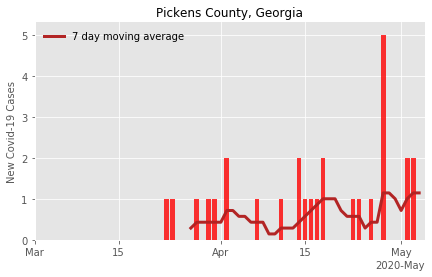 Pickens County, Georgia
7 day moving average
New Covid-19 Cases
5
4
3
2
1
0
Mar 15 Apr 15 May
2020-May